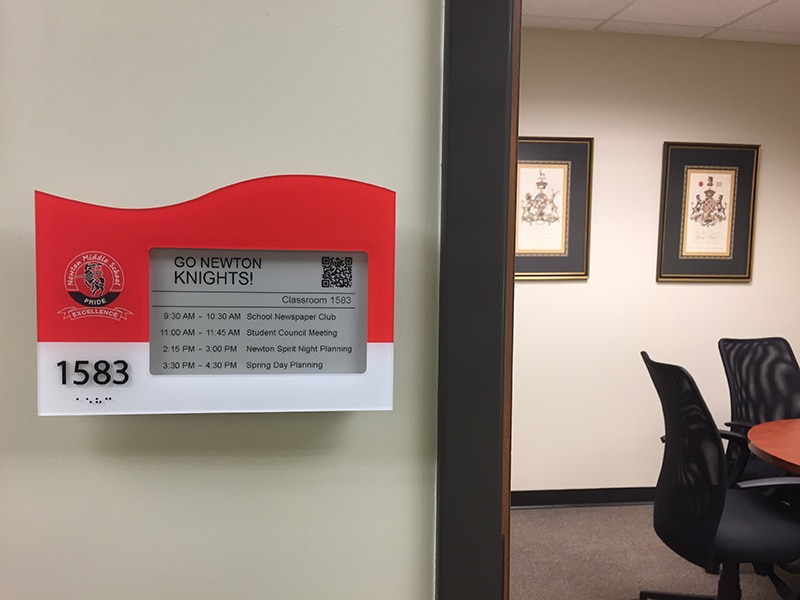 Newton Middle School
PRIDE
EXCELLENCE
1583
GO NEWTON
KNIGHTS!
Classroom 1583
9:30 AM - 10:30 AM School Newspaper Club
11:00 AM - 11:45 AM Student Council Meeting
2:15 PM - 3:00 PM Newton Spirit Night Planning
3:30 PM - 4:30 PM Spring Day Planning